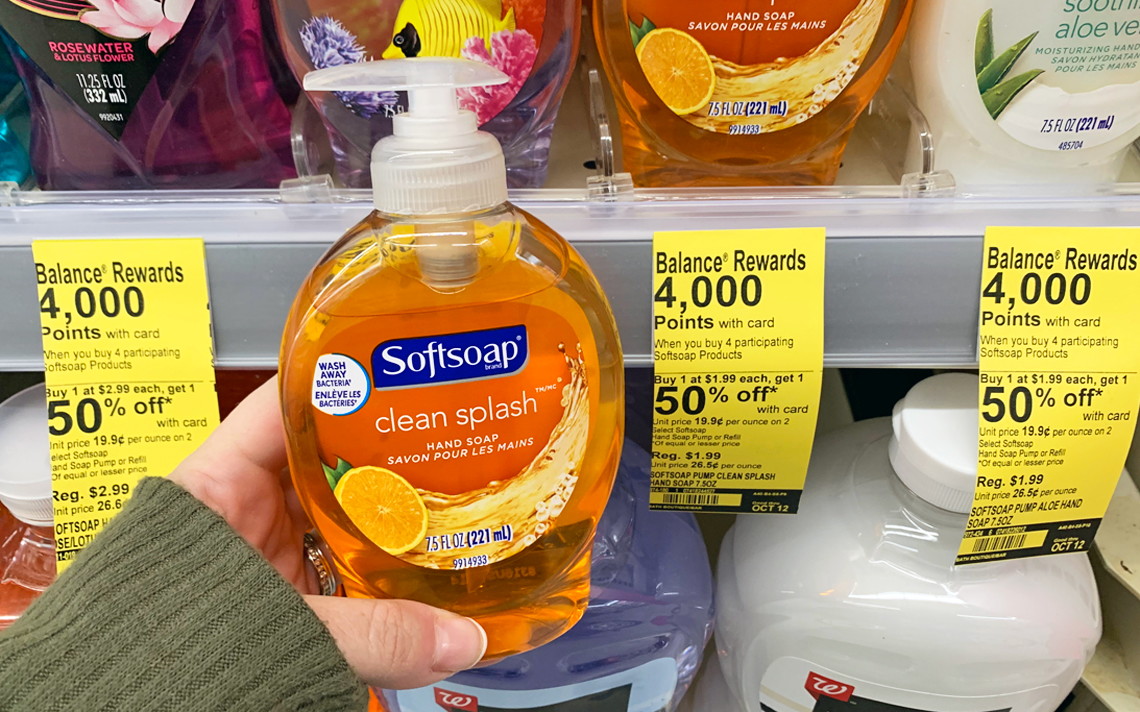 ROSEWATER
& LOTUS FLOWER
11.25 FL OZ
(332 mL)
9920431
HAND SOAP
SAVON POUR LES MAINS
7.5 FL OZ (221 mL)
9914933
soothin
aloe ve
MOISTURIZING HAND
SAVON HYDRATAN
POUR LES MAINS
7.5 FL OZ (221 mL)
485704
Softsoap®
brand
WASH
AWAY
BACTERIA*
ENLÈVE LES
BACTÉRIES*
clean splash™/MC
HAND SOAP
SAVON POUR LES MAINS
7.5 FL OZ (221 mL)
9914933
Balance® Rewards
4,000
Points with card
When you buy 4 participating
Softsoap Products
Buy 1 at $2.99 each, get 1
50% off*
with card
Unit price 19.9¢ per ounce on 2
Select Softsoap
Hand Soap Pump or Refill
*Of equal or lesser price
Reg. $2.99
Unit price 26.6
OFTSOAP
Balance® Rewards
4,000
Points with card
When you buy 4 participating
Softsoap Products
Buy 1 at $1.99 each, get 1
50% off*
with card
Unit price 19.9¢ per ounce on 2
Select Softsoap
Hand Soap Pump or Refill
*Of equal or lesser price
Reg. $1.99
Unit price 26.5¢ per ounce
SOFTSOAP PUMP CLEAN SPLASH
HAND SOAP 7.5OZ
OCT 12
Balance® Rewards
4,000
Points with card
When you buy 4 participating
Softsoap Products
Buy 1 at $1.99 each, get 1
50% off*
with card
Unit price 19.9¢ per ounce on 2
Select Softsoap
Hand Soap Pump or Refill
*Of equal or lesser price
Reg. $1.99
Unit price 26.5¢ per ounce
SOFTSOAP PUMP ALOE HAND
SOAP 7.5OZ
OCT 12